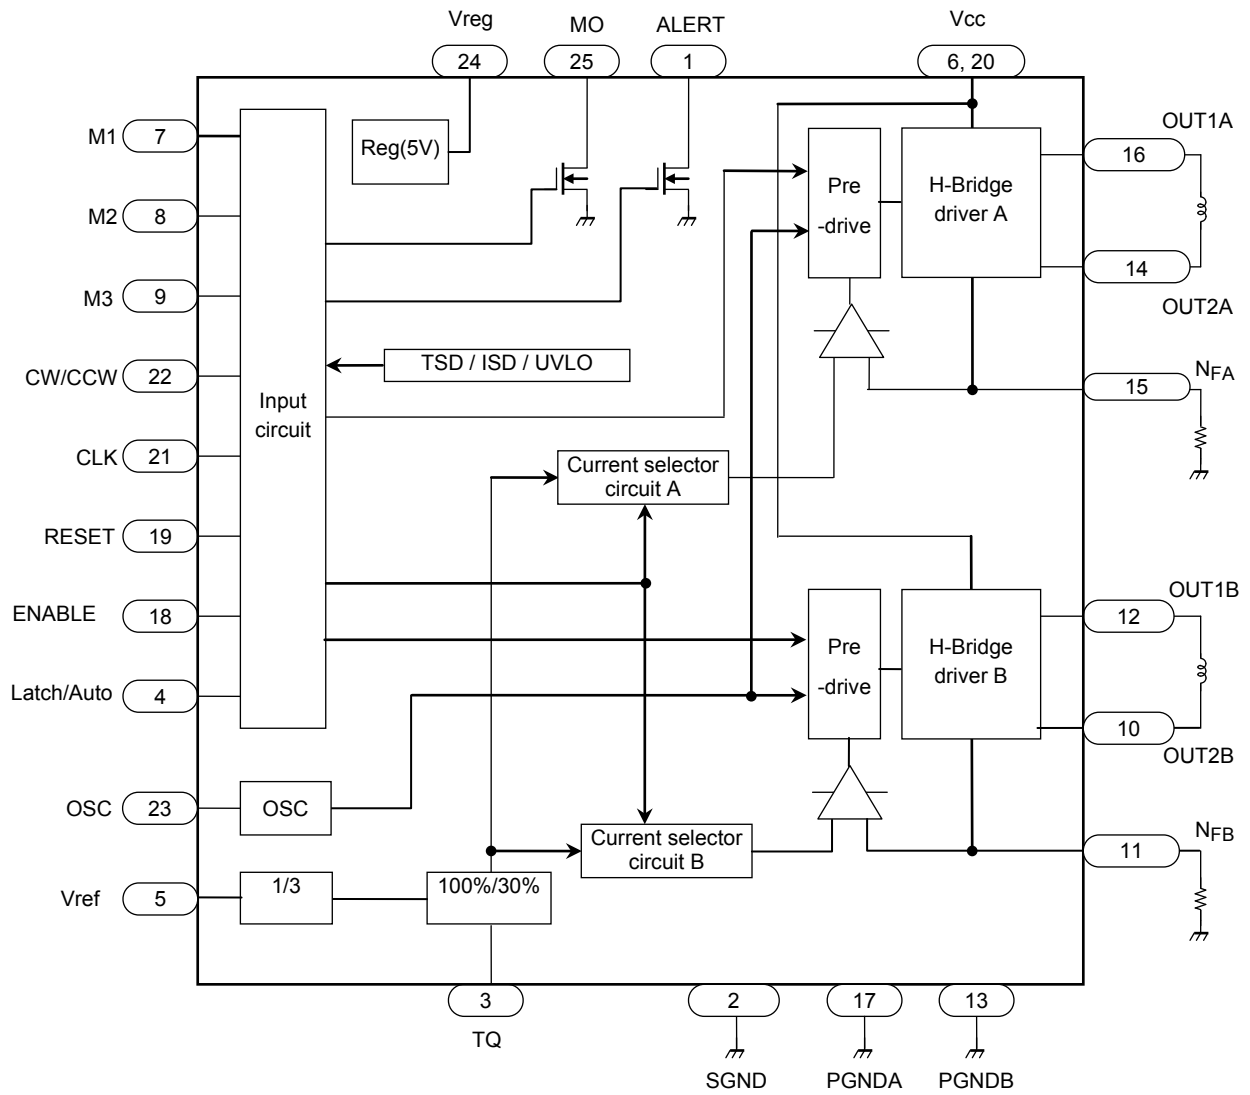 Vreg
MO
ALERT
Vcc
24
25
1
6, 20
M1
7
Reg(5V)
OUT1A
16
Pre
-drive
H-Bridge
driver A
M2
8
14
OUT2A
M3
9
TSD / ISD / UVLO
CW/CCW
22
NFA
15
Input
circuit
CLK
21
Current selector
circuit A
RESET
19
ENABLE
18
OUT1B
12
Pre
-drive
H-Bridge
driver B
Latch/Auto
4
10
OUT2B
OSC
23
OSC
Current selector
circuit B
NFB
11
Vref
5
1/3
100%/30%
3
2
17
13
TQ
SGND
PGNDA
PGNDB